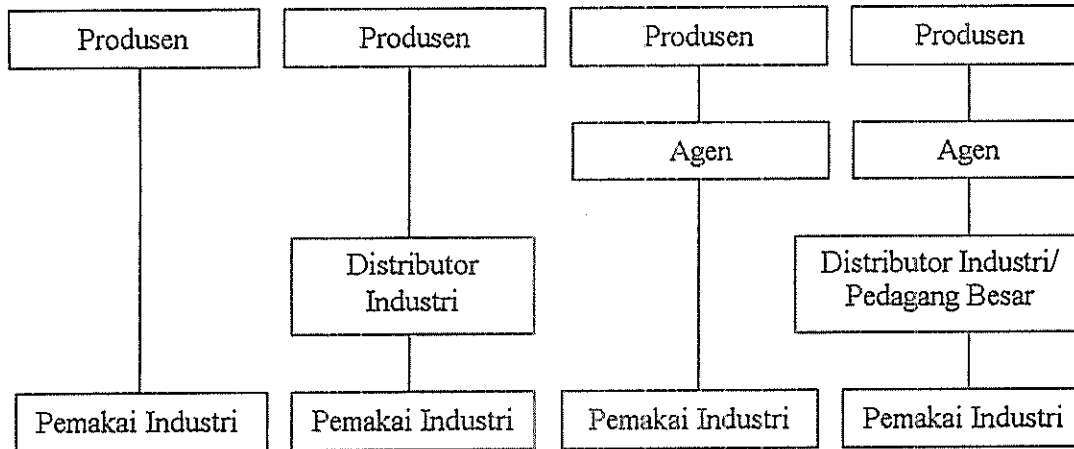 Produsen
Produsen
Produsen
Produsen
Agen
Agen
Distributor
Industri
Distributor Industri/
Pedagang Besar
Pemakai Industri
Pemakai Industri
Pemakai Industri
Pemakai Industri